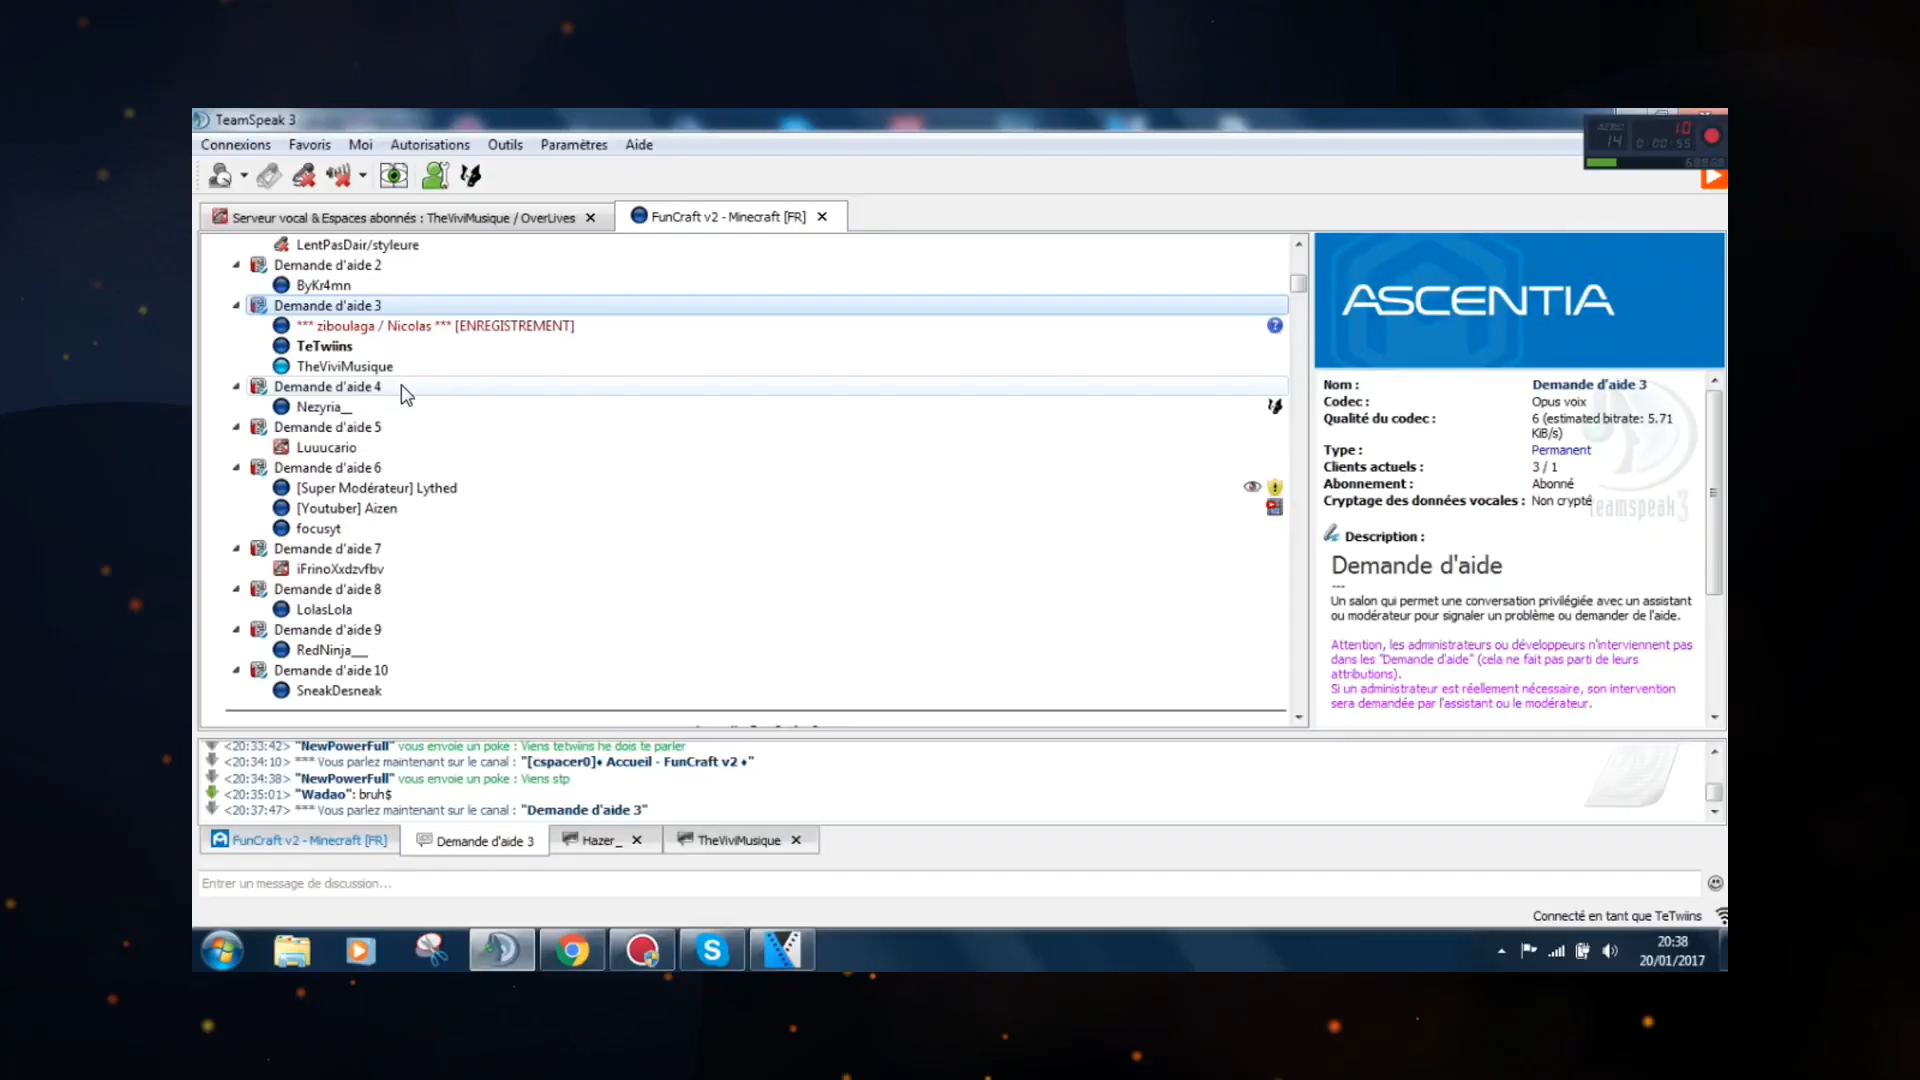 TeamSpeak 3
Connexions Favoris Moi Autorisations Outils Paramètres Aide
14 10 0:00:55
Serveur vocal & Espaces abonnés : TheViviMusique / OverLives
FunCraft v2 - Minecraft [FR]
LentPasDair/styleure
Demande d'aide 2
ByKr4mn
Demande d'aide 3
*** ziboulaga / Nicolas *** [ENREGISTREMENT]
TeTwiins
TheViviMusique
Demande d'aide 4
Nezyria__
Demande d'aide 5
Luuucario
Demande d'aide 6
[Super Modérateur] Lythed
[Youtuber] Aizen
focusyt
Demande d'aide 7
iFrinoXxdzvfbv
Demande d'aide 8
LolasLola
Demande d'aide 9
RedNinja___
Demande d'aide 10
SneakDesneak
ASCENTIA
Nom : Demande d'aide 3
Codec : Opus voix
Qualité du codec : 6 (estimated bitrate: 5.71
KiB/s)
Type : Permanent
Clients actuels : 3 / 1
Abonnement : Abonné
Cryptage des données vocales : Non crypté
teamspeak 3
Description :
Demande d'aide
---
Un salon qui permet une conversation privilégiée avec un assistant
ou modérateur pour signaler un problème ou demander de l'aide.
Attention, les administrateurs ou développeurs n'interviennent pas
dans les "Demande d'aide" (cela ne fait pas parti de leurs
attributions).
Si un administrateur est réellement nécessaire, son intervention
sera demandée par l'assistant ou le modérateur.
<20:33:42> "NewPowerFull" vous envoie un poke : Viens tetwiins he dois te parler
<20:34:10> *** Vous parlez maintenant sur le canal : "[cspacer0]♦ Accueil - FunCraft v2 ♦"
<20:34:38> "NewPowerFull" vous envoie un poke : Viens stp
<20:35:01> "Wadao": bruh$
<20:37:47> *** Vous parlez maintenant sur le canal : "Demande d'aide 3"
FunCraft v2 - Minecraft [FR] Demande d'aide 3 Hazer_ TheViviMusique
Entrer un message de discussion...
Connecté en tant que TeTwiins
20:38
20/01/2017